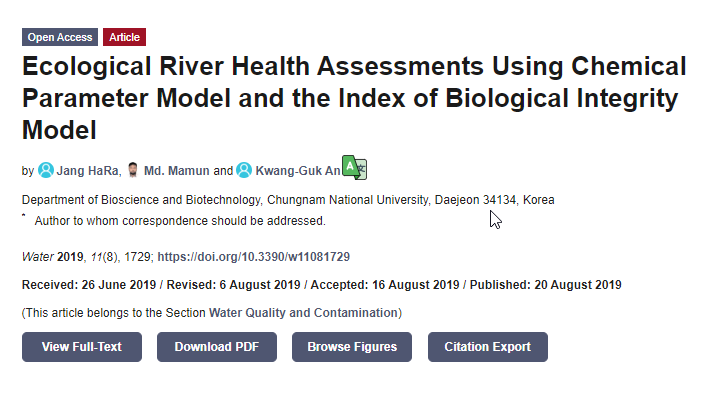 Open Access Article
Ecological River Health Assessments Using Chemical
Parameter Model and the Index of Biological Integrity
Model
by Jang HaRa, Md. Mamun and Kwang-Guk An A
Department of Bioscience and Biotechnology, Chungnam National University, Daejeon 34134, Korea
* Author to whom correspondence should be addressed.
Water 2019, 11(8), 1729; https://doi.org/10.3390/w11081729
Received: 26 June 2019 / Revised: 6 August 2019 / Accepted: 16 August 2019 / Published: 20 August 2019
(This article belongs to the Section Water Quality and Contamination)
View Full-Text Download PDF Browse Figures Citation Export